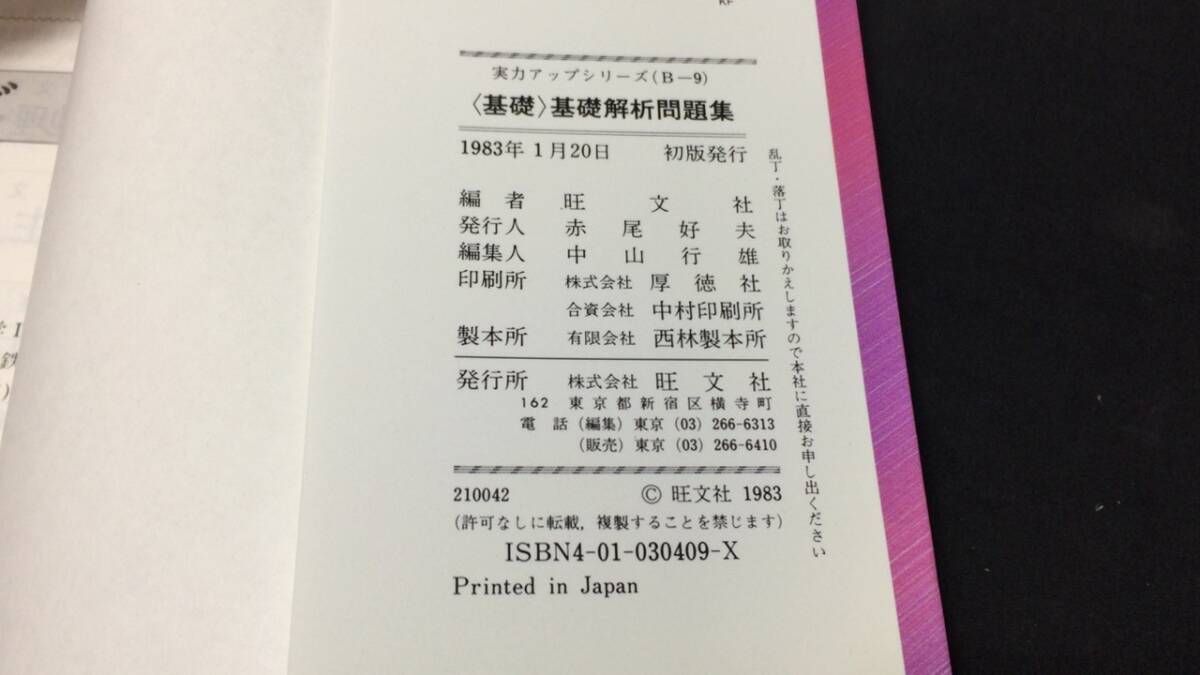 KF
実力アップシリーズ(B—9)
〈基礎〉基礎解析問題集
1983年1月20日 初版発行
編者 旺文社
発行人 赤尾好夫
編集人 中山行雄
印刷所 株式会社 厚徳社
合資会社 中村印刷所
製本所 有限会社 西林製本所
発行所 株式会社 旺文社
162 東京都新宿区横寺町
電話(編集)東京(03)266-6313
(販売)東京(03)266-6410
210042 © 旺文社 1983
(許可なしに転載,複製することを禁じます)
ISBN4-01-030409-X
Printed in Japan
乱丁・落丁はお取りかえしますので本社に直接お申し出ください